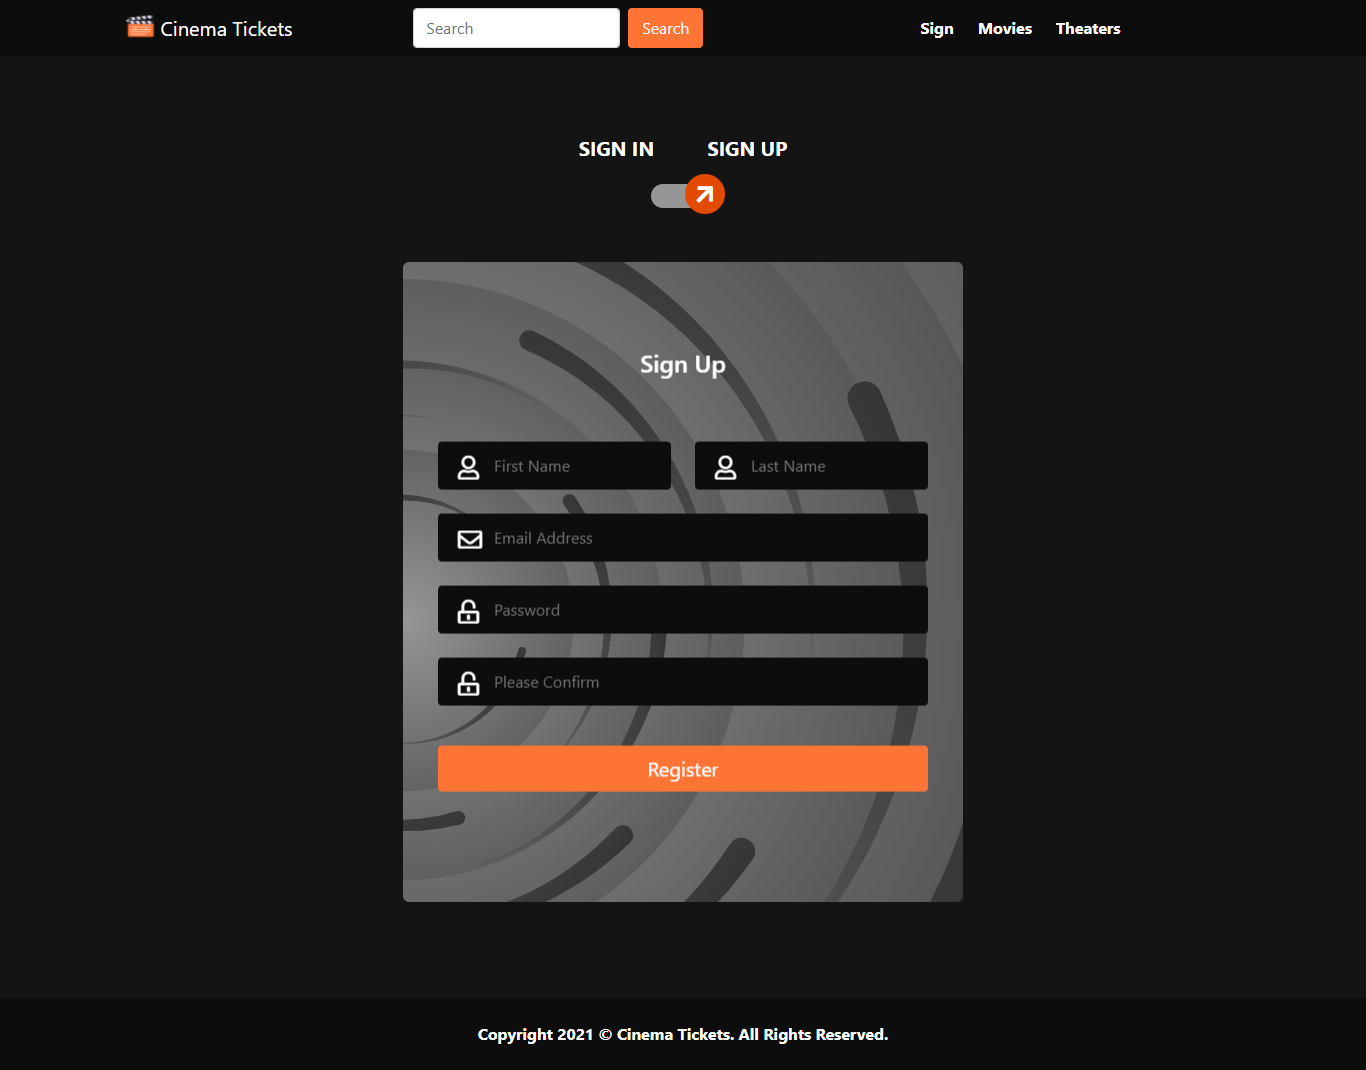 Cinema Tickets
Search
Search
Sign Movies Theaters
SIGN IN SIGN UP
Sign Up
First Name Last Name
Email Address
Password
Please Confirm
Register
Copyright 2021 © Cinema Tickets. All Rights Reserved.